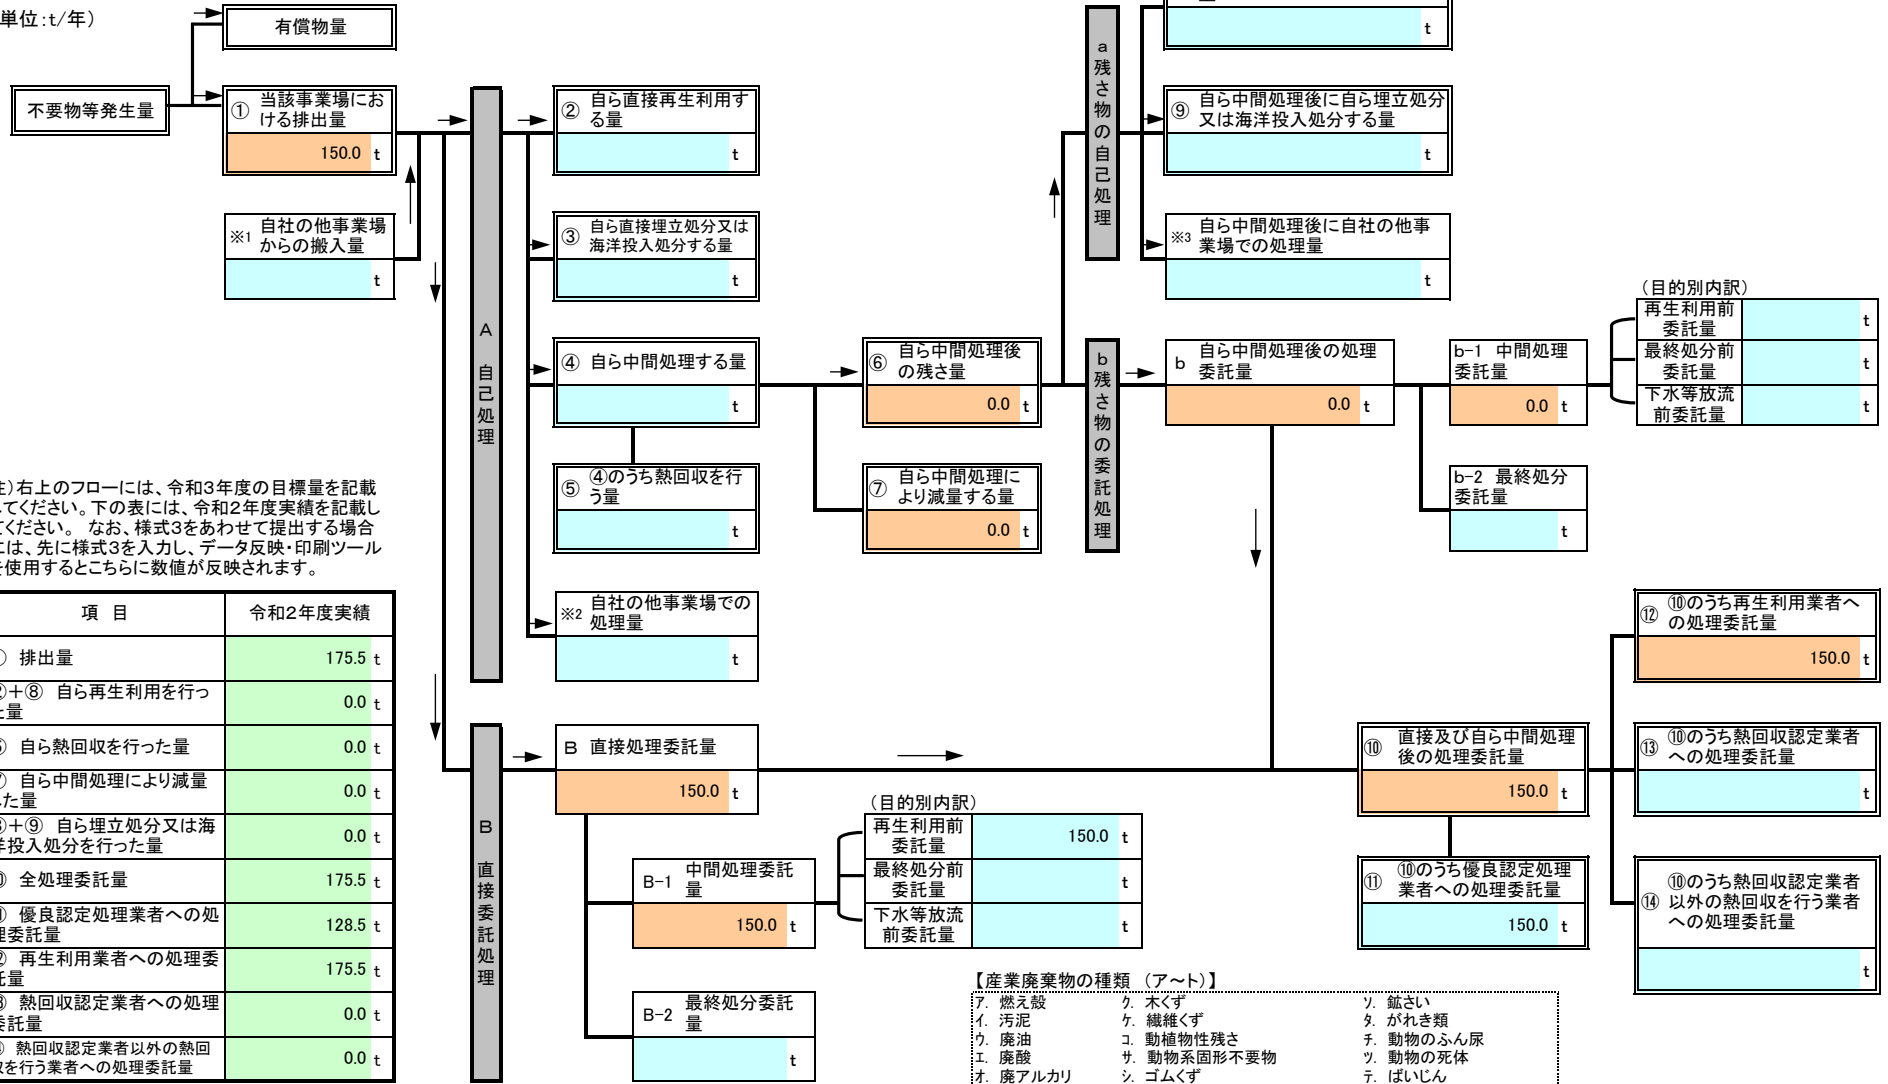 単位:t/年)
有償物量
不要物等発生量
① 当該事業場にお
ける排出量
150.0 t
※1 自社の他事業場
からの搬入量
t
A 自己処理
② 自ら直接再生利用す
る量
t
③ 自ら直接埋立処分又は
海洋投入処分する量
t
④ 自ら中間処理する量
t
⑤ ④のうち熱回収を行
う量
t
※2 自社の他事業場での
処理量
t
⑥ 自ら中間処理後
の残さ量
0.0 t
⑦ 自ら中間処理に
より減量する量
0.0 t
a 残さ物の自己処理
t
⑨ 自ら中間処理後に自ら埋立処分
又は海洋投入処分する量
t
※3 自ら中間処理後に自社の他事
業場での処理量
t
b 残さ物の委託処理
b 自ら中間処理後の処理
委託量
0.0 t
b-1 中間処理
委託量
0.0 t
(目的別内訳)
再生利用前
委託量
t
最終処分前
委託量
t
下水等放流
前委託量
t
b-2 最終処分
委託量
t
注)右上のフローには、令和3年度の目標量を記載
してください。下の表には、令和2年度実績を記載し
てください。 なお、様式3をあわせて提出する場合
には、先に様式3を入力し、データ反映・印刷ツール
を使用するとこちらに数値が反映されます。
項 目 令和2年度実績
排出量 175.5 t
+⑧ 自ら再生利用を行っ
た量 0.0 t
自ら熱回収を行った量 0.0 t
自ら中間処理により減量
した量 0.0 t
+⑨ 自ら埋立処分又は海
洋投入処分を行った量 0.0 t
全処理委託量 175.5 t
優良認定処理業者への処
理委託量 128.5 t
再生利用業者への処理委
託量 175.5 t
熱回収認定業者への処理
委託量 0.0 t
熱回収認定業者以外の熱回
収を行う業者への処理委託量 0.0 t
B 直接委託処理
B 直接処理委託量
150.0 t
B-1 中間処理委託
量
150.0 t
(目的別内訳)
再生利用前
委託量
150.0 t
最終処分前
委託量
t
下水等放流
前委託量
t
B-2 最終処分委託
量
t
⑩ 直接及び自ら中間処理
後の処理委託量
150.0 t
⑪ ⑩のうち優良認定処理
業者への処理委託量
150.0 t
⑫ ⑩のうち再生利用業者へ
の処理委託量
150.0 t
⑬ ⑩のうち熱回収認定業者
への処理委託量
t
⑭ ⑩のうち熱回収認定業者
以外の熱回収を行う業者
への処理委託量
t
【産業廃棄物の種類 (ア~ト)】
ア. 燃え殻 ク. 木くず ソ. 鉱さい
イ. 汚泥 ケ. 繊維くず タ. がれき類
ウ. 廃油 コ. 動植物性残さ チ. 動物のふん尿
エ. 廃酸 サ. 動物系固形不要物 ツ. 動物の死体
オ. 廃アルカリ シ. ゴムくず テ. ばいじん